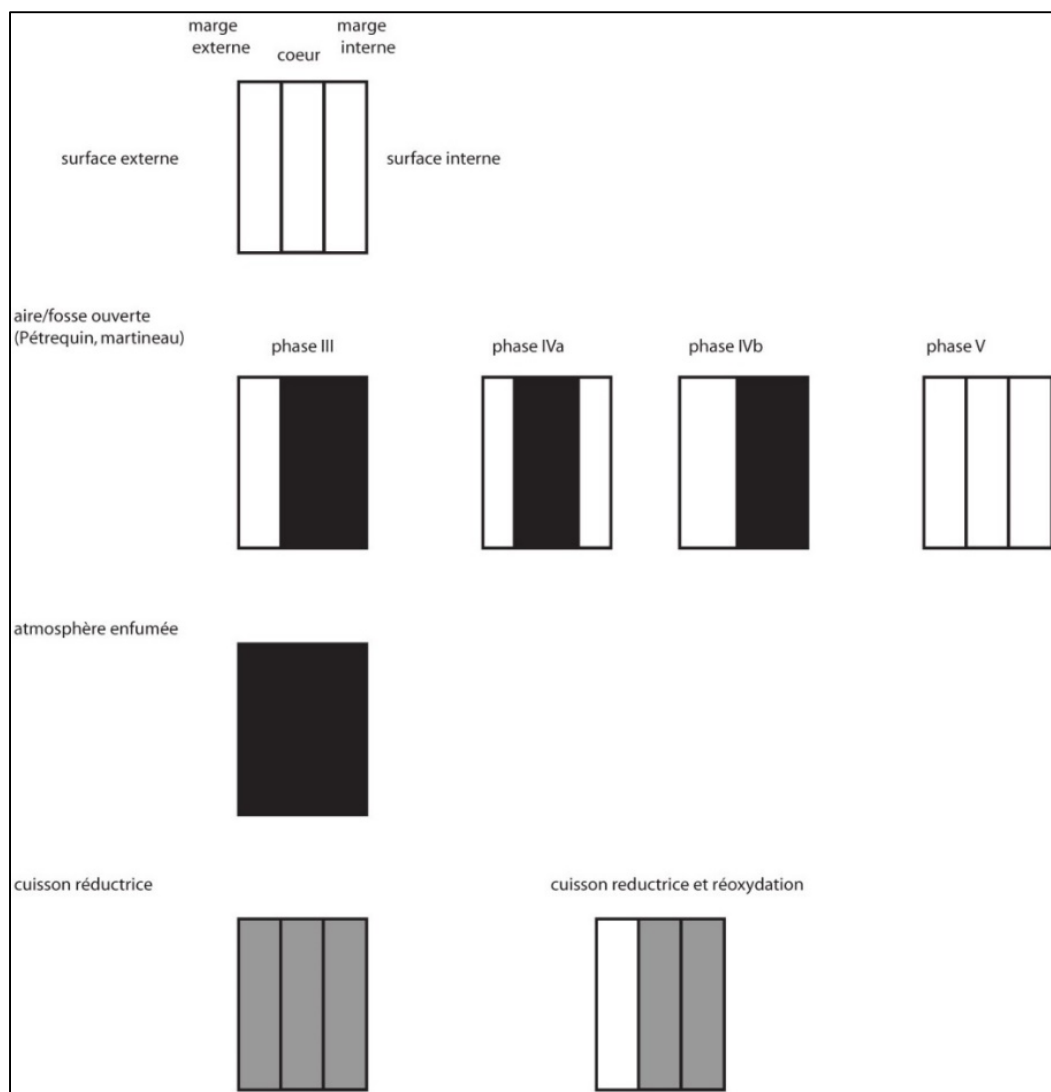 marge
externe
coeur
marge
interne
surface externe
surface interne
aire/fosse ouverte
(Pétrequin, martineau)
phase III
phase IVa
phase IVb
phase V
atmosphère enfumée
cuisson réductrice
cuisson reductrice et réoxydation